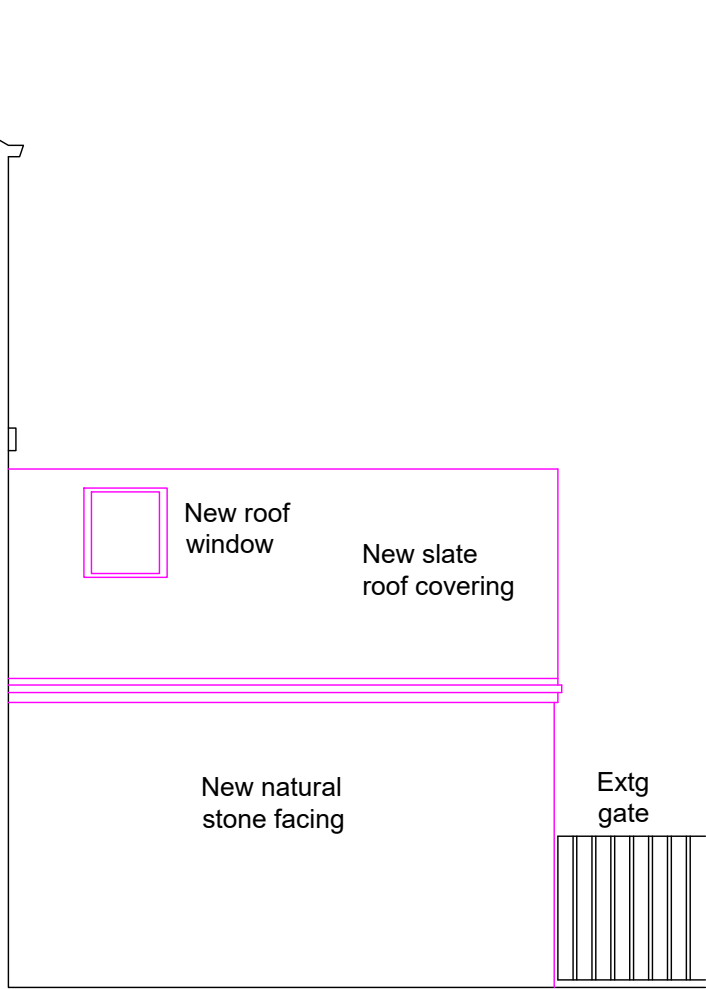 New roof
window
New slate
roof covering
New natural
stone facing
Extg
gate